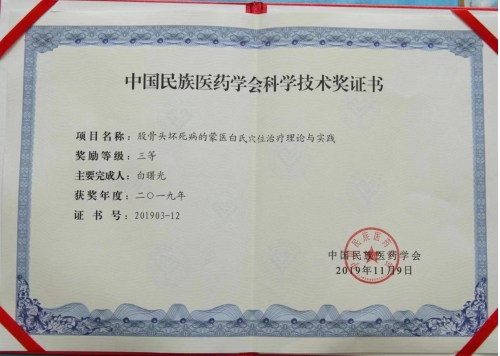 中国民族医药学会科学技术奖证书
项目名称：股骨头坏死病的蒙医白氏穴位治疗理论与实践
奖励等级：三等
主要完成人：白曙光
获奖年度：二〇一九年
证书号：201903-12
中国民族医药学会
2019年11月9日